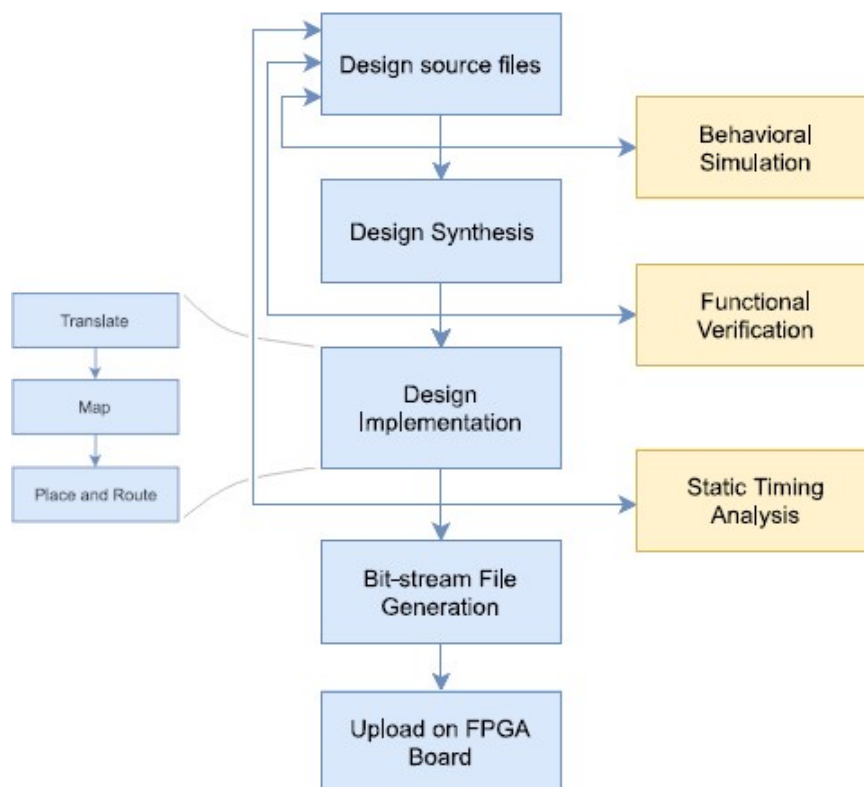 Design source files
Behavioral
Simulation
Design Synthesis
Functional
Verification
Translate
Map
Place and Route
Design
Implementation
Static Timing
Analysis
Bit-stream File
Generation
Upload on FPGA
Board